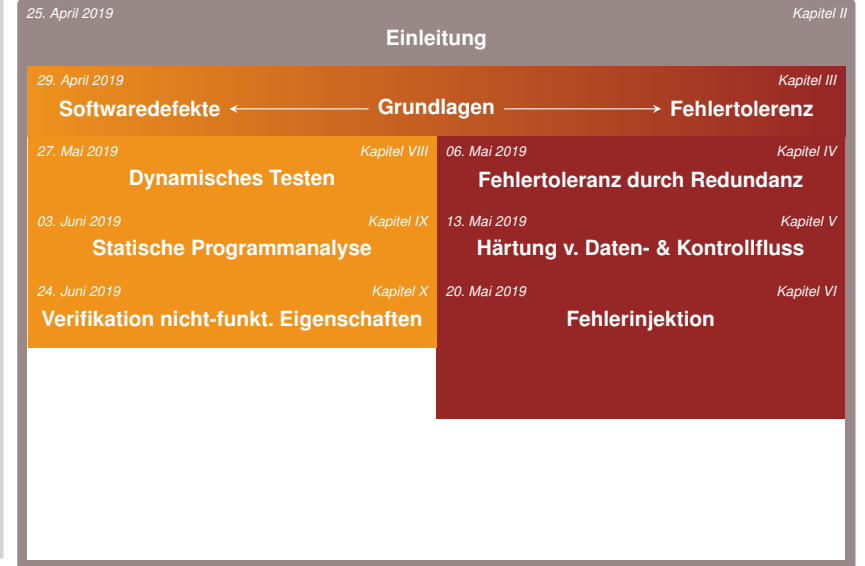 25. April 2019 Kapitel II
Einleitung
29. April 2019 Kapitel III
Softwaredefekte Grundlagen Fehlertolerenz
27. Mai 2019 Kapitel VIII
Dynamisches Testen
03. Juni 2019 Kapitel IX
Statische Programmanalyse
24. Juni 2019 Kapitel X
Verifikation nicht-funkt. Eigenschaften
06. Mai 2019 Kapitel IV
Fehlertoleranz durch Redundanz
13. Mai 2019 Kapitel V
Härtung v. Daten- & Kontrollfluss
20. Mai 2019 Kapitel VI
Fehlerinjektion